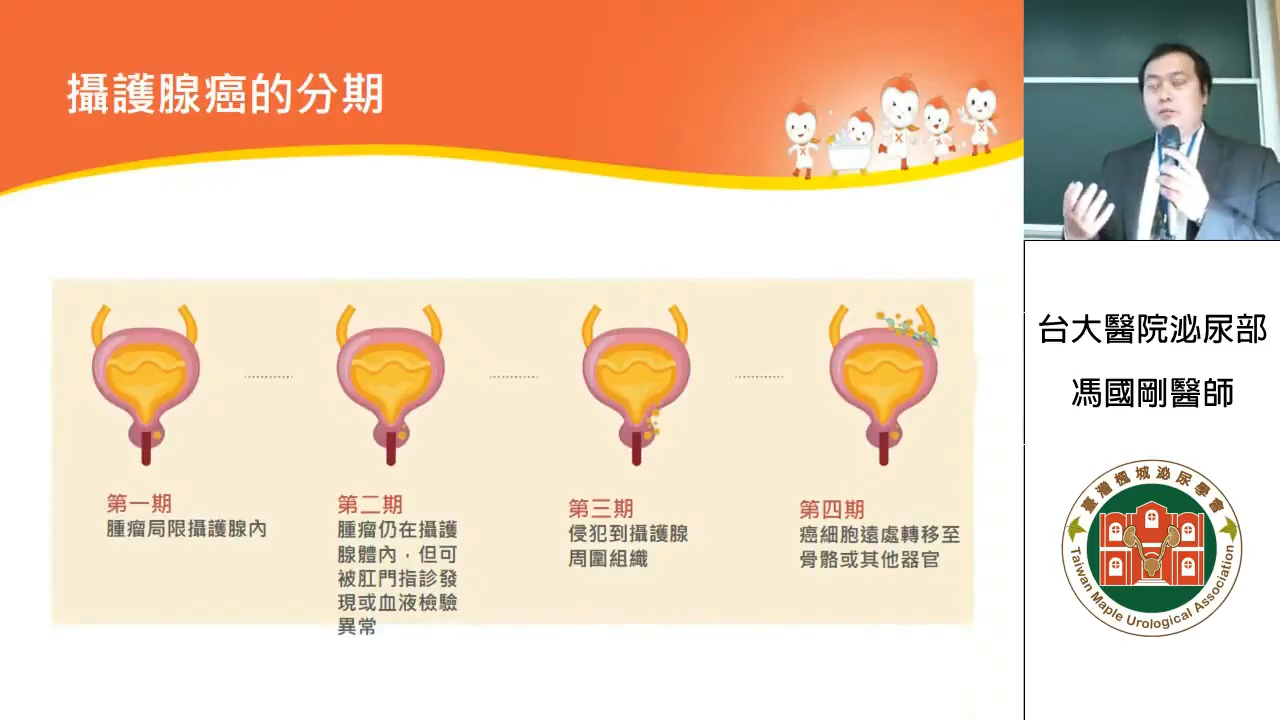 攝護腺癌的分期
第一期
腫瘤局限攝護腺內
第二期
腫瘤仍在攝護
腺體內，但可
被肛門指診發
現或血液檢驗
異常
第三期
侵犯到攝護腺
周圍組織
第四期
癌細胞遠處轉移至
骨骼或其他器官
台大醫院泌尿部
馮國剛醫師
臺灣楓城泌尿學會
Taiwan Maple Urological Association